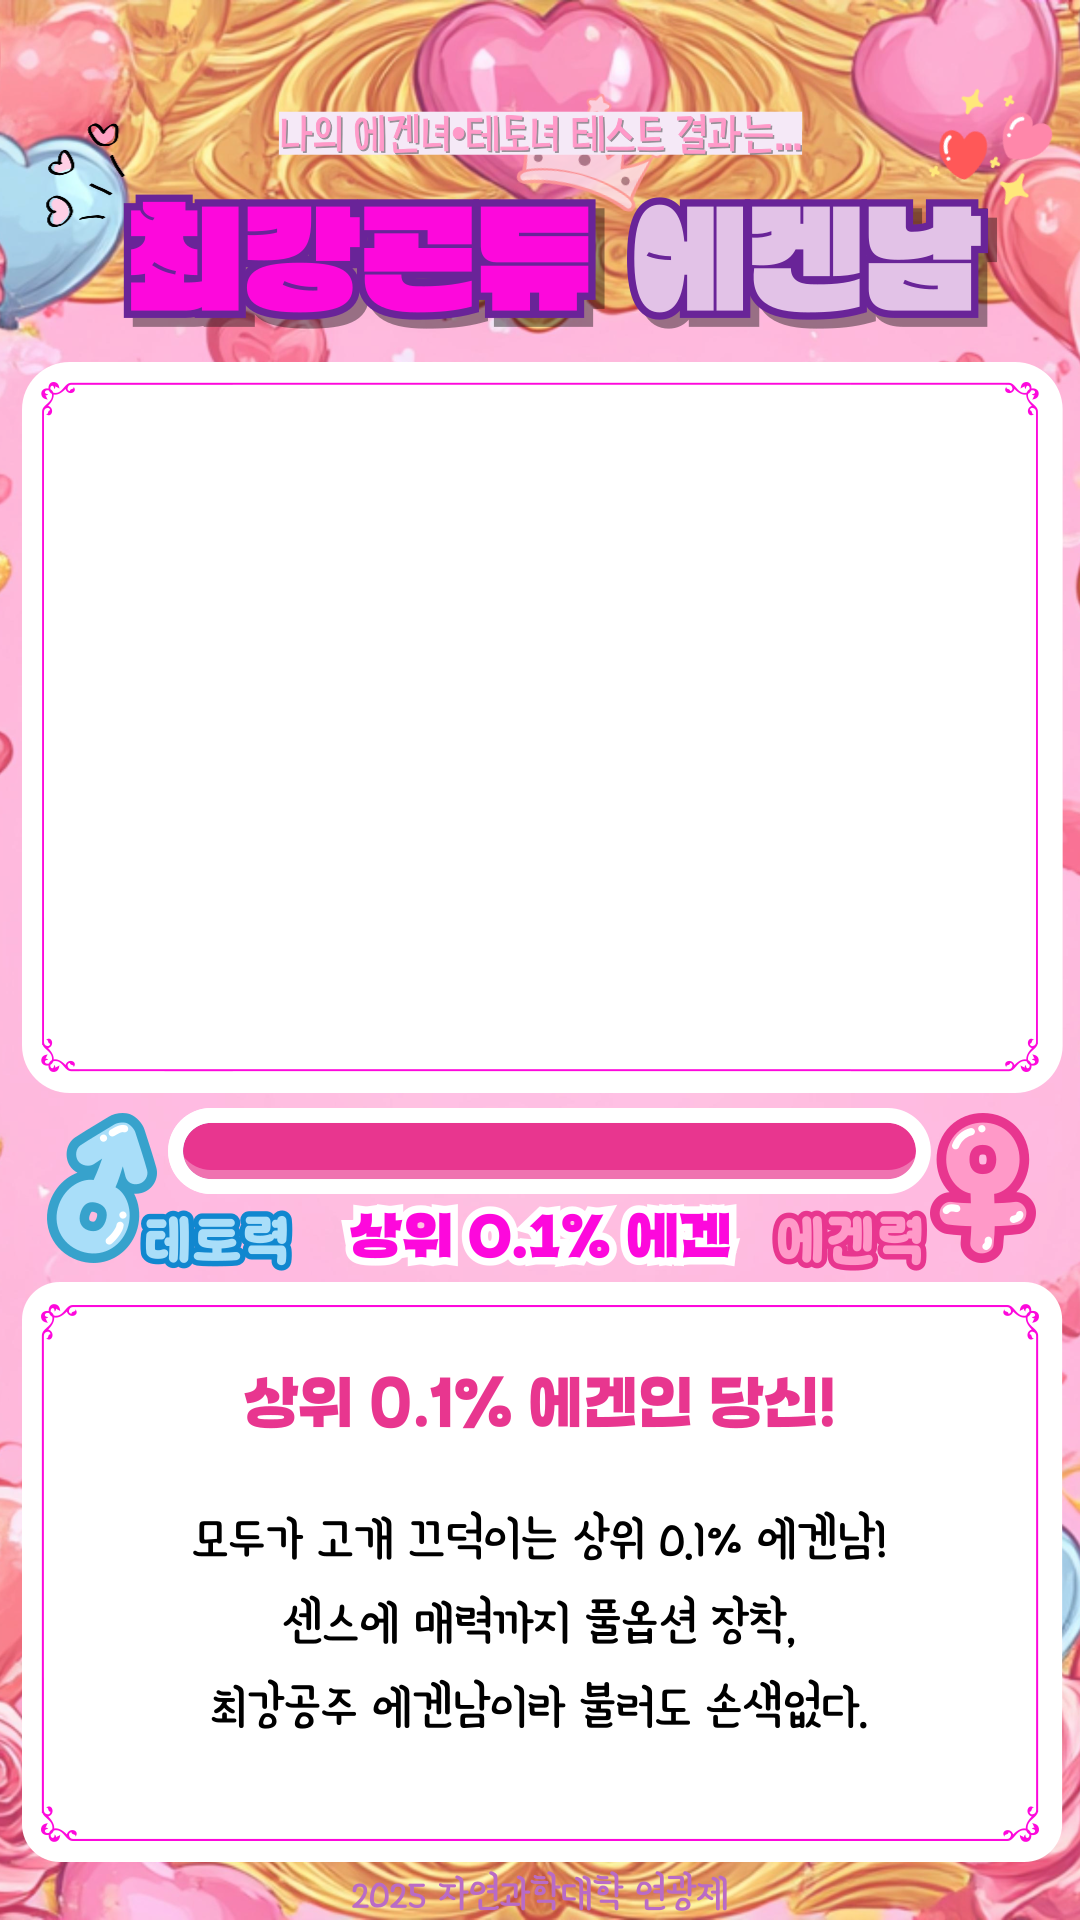 나의 에겐녀•테토녀 테스트 결과는...
최강곤듀 에겐남
테토력
상위 0.1% 에겐
에겐력
상위 0.1% 에겐인 당신!
모두가 고개 끄덕이는 상위 0.1% 에겐남!
센스에 매력까지 풀옵션 장착,
최강공주 에겐남이라 불러도 손색없다.
2025 자연과학대학 연광제